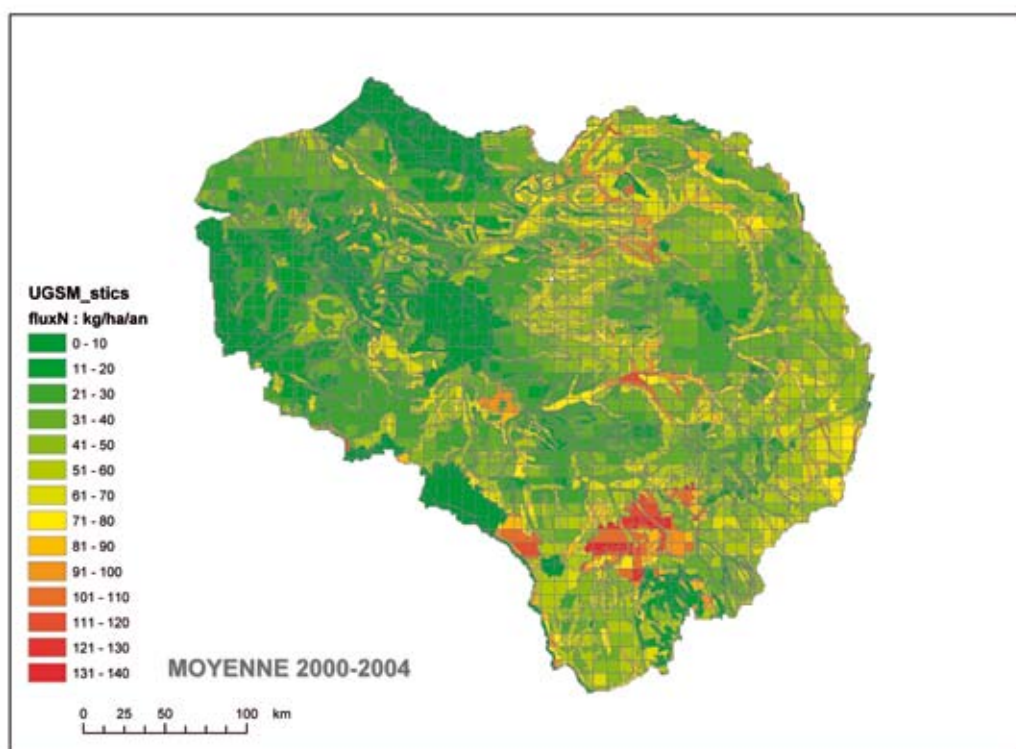 UGSM_stics
fluxN : kg/ha/an
0 - 10
11 - 20
21 - 30
31 - 40
41 - 50
51 - 60
61 - 70
71 - 80
81 - 90
91 - 100
101 - 110
111 - 120
121 - 130
131 - 140
MOYENNE 2000-2004
0 25 50 100 km